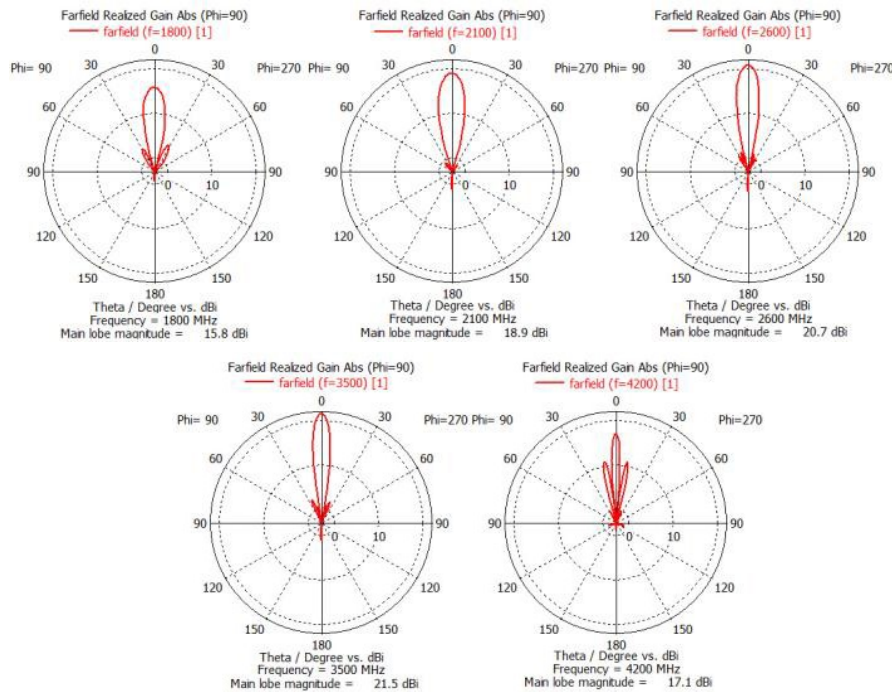 Farfield Realized Gain Abs (Phi=90)
farfield (f=1800) [1]
0
Phi= 90 30 30 Phi=270
60 60
90 0 10 90
120 120
150 150
180
Theta / Degree vs. dBi
Frequency = 1800 MHz
Main lobe magnitude = 15.8 dBi
Farfield Realized Gain Abs (Phi=90)
farfield (f=2100) [1]
0
Phi= 90 30 30 Phi=270
60 60
90 0 10 90
120 120
150 150
180
Theta / Degree vs. dBi
Frequency = 2100 MHz
Main lobe magnitude = 18.9 dBi
Farfield Realized Gain Abs (Phi=90)
farfield (f=2600) [1]
0
Phi= 90 30 30 Phi=270
60 60
90 0 10 90
120 120
150 150
180
Theta / Degree vs. dBi
Frequency = 2600 MHz
Main lobe magnitude = 20.7 dBi
Farfield Realized Gain Abs (Phi=90)
farfield (f=3500) [1]
0
Phi= 90 30 30 Phi=270
60 60
90 0 10 90
120 120
150 150
180
Theta / Degree vs. dBi
Frequency = 3500 MHz
Main lobe magnitude = 21.5 dBi
Farfield Realized Gain Abs (Phi=90)
farfield (f=4200) [1]
0
Phi= 90 30 30 Phi=270
60 60
90 0 10 90
120 120
150 150
180
Theta / Degree vs. dBi
Frequency = 4200 MHz
Main lobe magnitude = 17.1 dBi